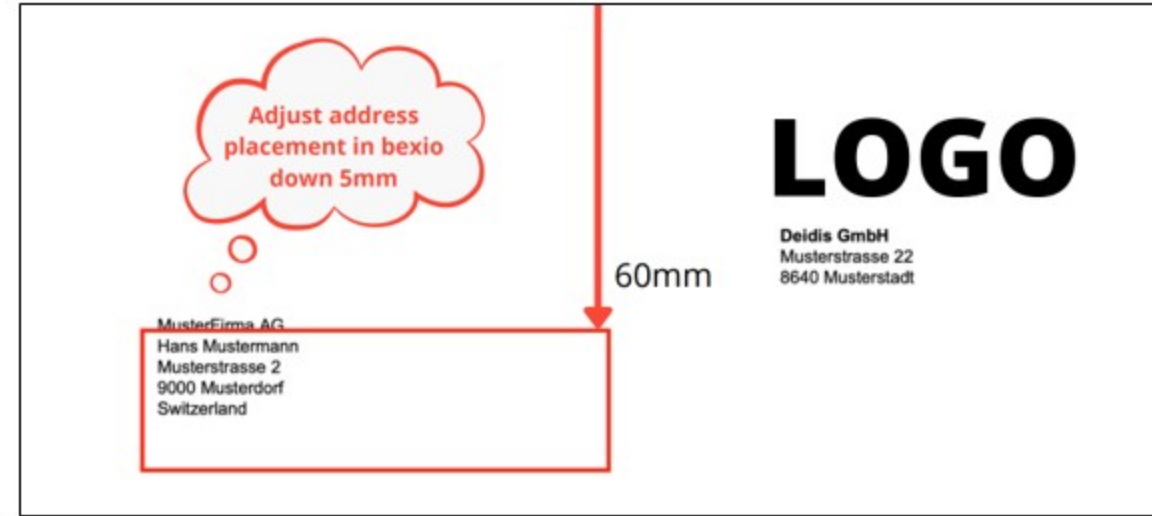 Adjust address
placement in bexio
down 5mm
LOGO
Deidis GmbH
Musterstrasse 22
8640 Musterstadt
60mm
MusterFirma AG
Hans Mustermann
Musterstrasse 2
9000 Musterdorf
Switzerland